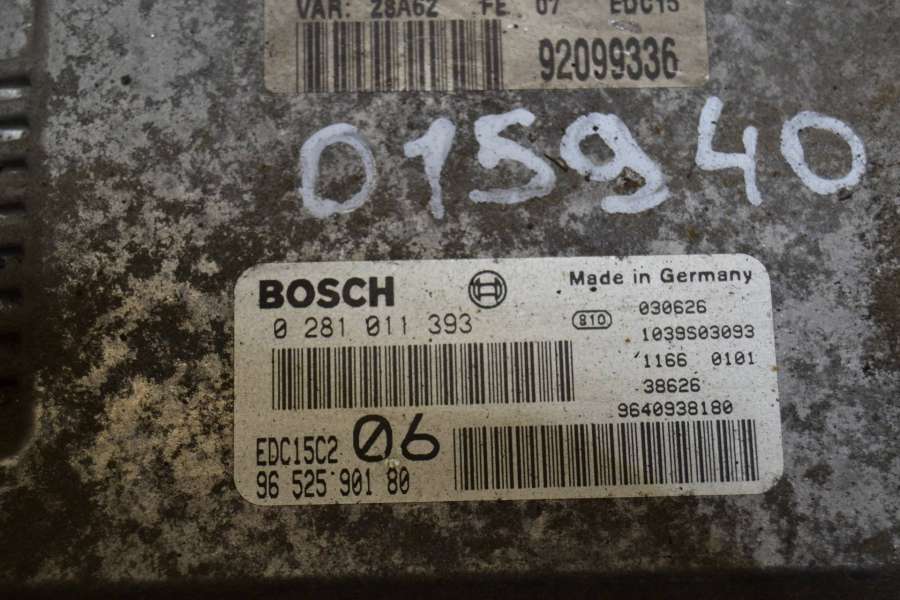 VAR: 28A62 FE 07 EDC15
92099336
015940
BOSCH
Made in Germany
0 281 011 393
810
030626
1039S03093
1166 0101
38626
9640938180
EDC15C2 06
96 525 901 80